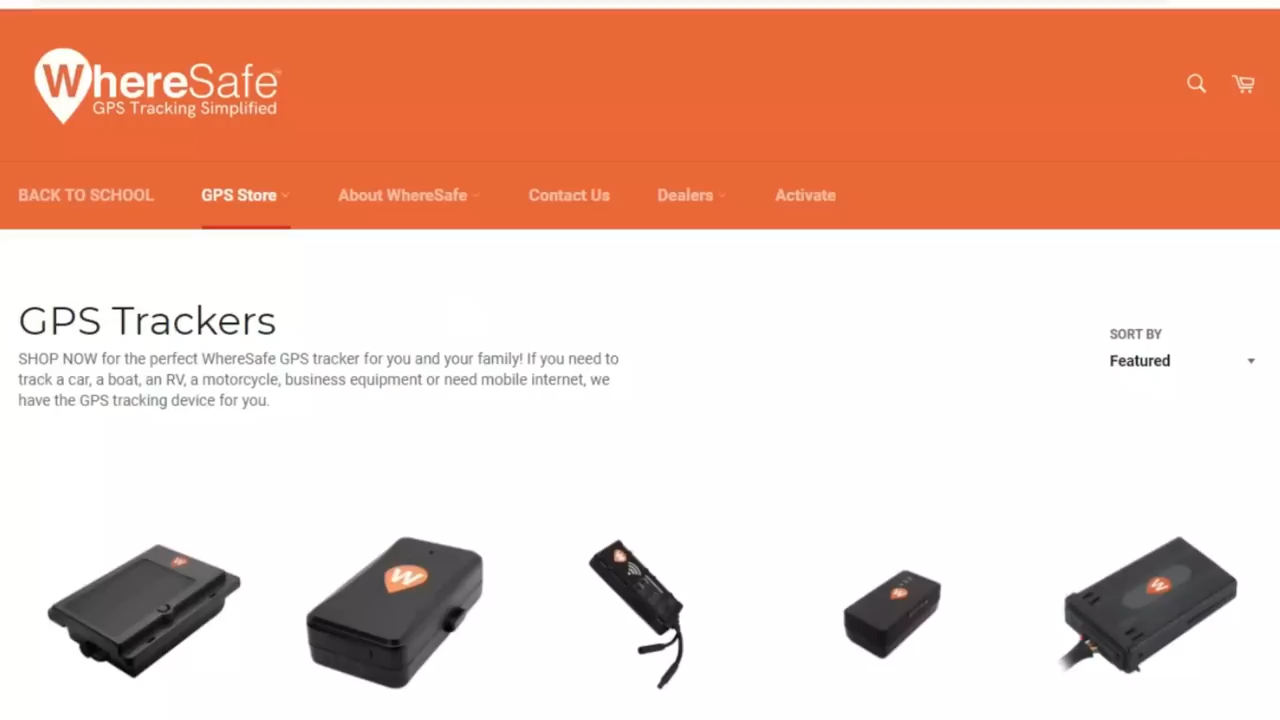 WhereSafe
GPS Tracking Simplified
BACK TO SCHOOL GPS Store About WhereSafe Contact Us Dealers Activate
GPS Trackers
SORT BY
SHOP NOW for the perfect WhereSafe GPS tracker for you and your family! If you need to
Featured
track a car, a boat, an RV, a motorcycle, business equipment or need mobile internet, we
have the GPS tracking device for you.
W
W
W
W